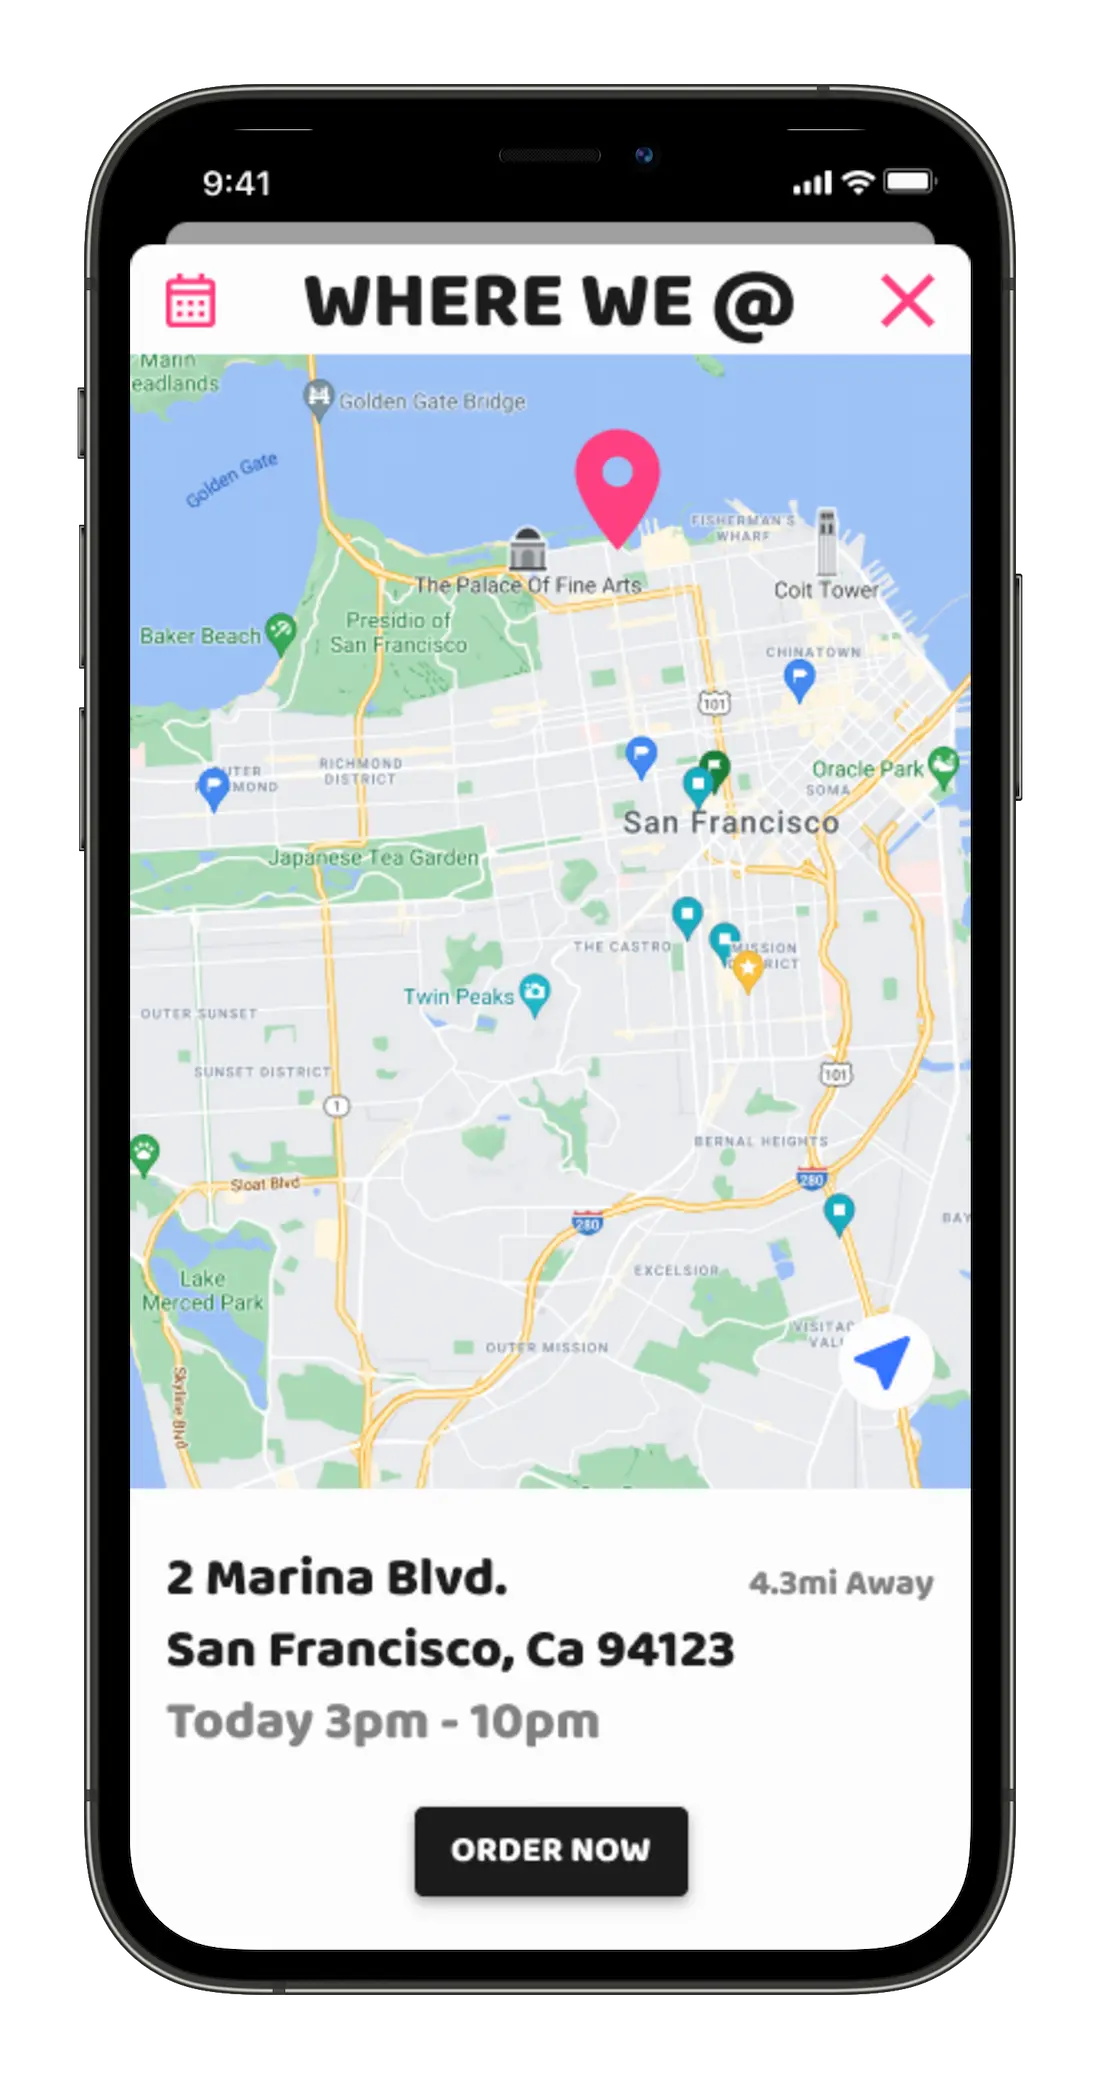 9:41
WHERE WE @
Marin
eadlands
Golden Gate Bridge
Golden Gate
FISHERMAN'S
WHARF
The Palace Of Fine Arts
Coit Tower
Baker Beach
Presidio of
San Francisco
CHINATOWN
101
RICHMOND
DISTRICT
UTER
MOND
Oracle Park
SOMA
San Francisco
Japanese Tea Garden
THE CASTRO
MISSION
D RICT
Twin Peaks
OUTER SUNSET
SUNSET DISTRICT
101
1
BERNAL HEIGHTS
Sloat Blvd
280
280
BAY
Lake
Merced Park
EXCELSIOR
VISITAC
VALL
OUTER MISSION
Skyline Blvd
2 Marina Blvd.
4.3mi Away
San Francisco, Ca 94123
Today 3pm - 10pm
ORDER NOW